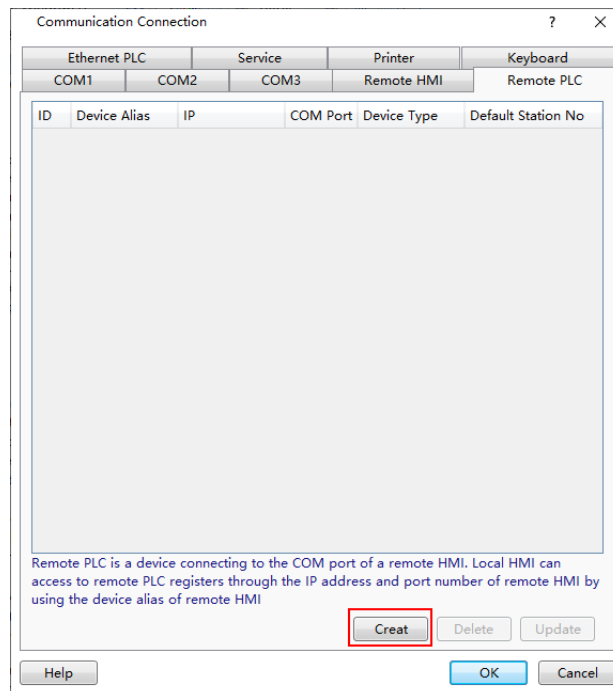 Communication Connection ? ×
Ethernet PLC Service Printer Keyboard
COM1 COM2 COM3 Remote HMI Remote PLC
ID Device Alias IP COM Port Device Type Default Station No
Remote PLC is a device connecting to the COM port of a remote HMI. Local HMI can
access to remote PLC registers through the IP address and port number of remote HMI by
using the device alias of remote HMI
Creat Delete Update
Help OK Cancel